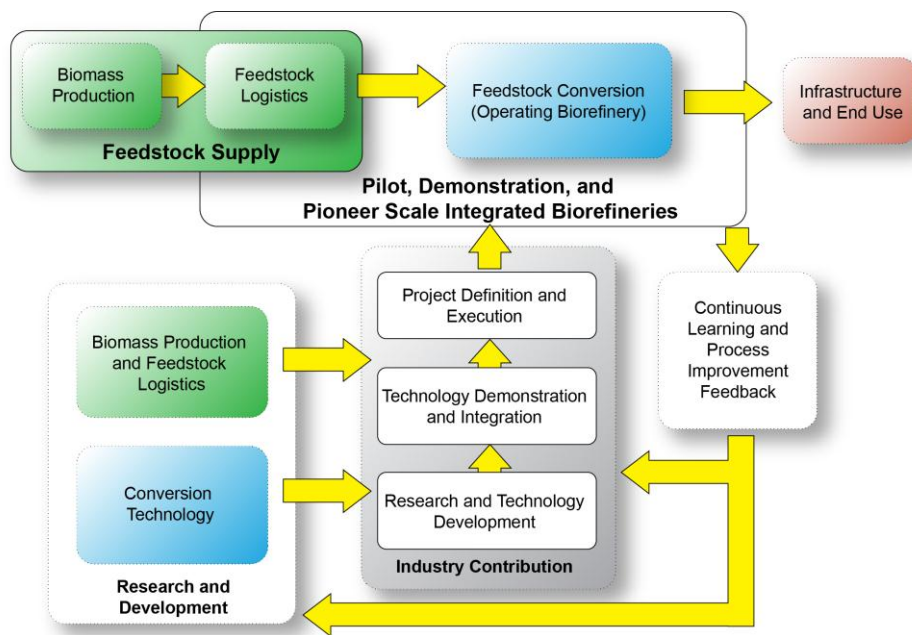 Biomass
Production
Feedstock
Logistics
Feedstock Supply
Feedstock Conversion
(Operating Biorefinery)
Infrastructure
and End Use
Pilot, Demonstration, and
Pioneer Scale Integrated Biorefineries
Biomass Production
and Feedstock
Logistics
Conversion
Technology
Research and
Development
Project Definition and
Execution
Technology Demonstration
and Integration
Research and Technology
Development
Industry Contribution
Continuous
Learning and
Process
Improvement
Feedback